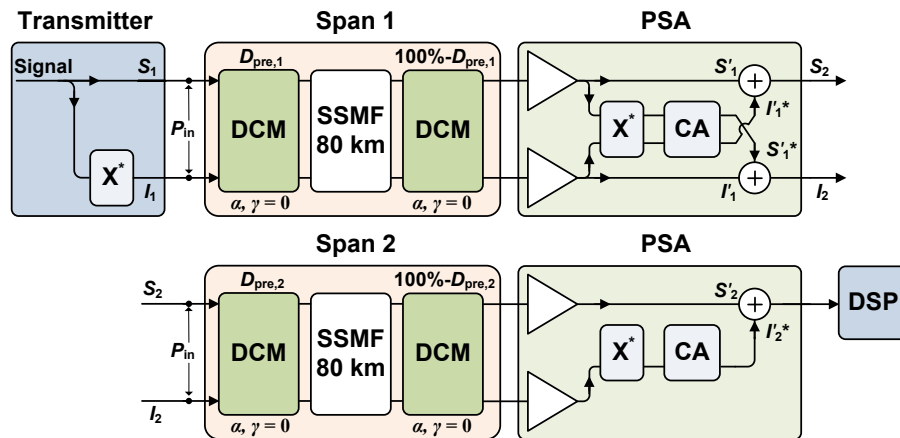 Transmitter
Span 1
PSA
Signal
S1
Dpre,1
100%-Dpre,1
S'1
S2
DCM
SSMF
80 km
DCM
X*
CA
I'1*
Pin
S'1*
X*
I1
I'1
I2
α, γ = 0
α, γ = 0
Span 2
PSA
S2
Dpre,2
100%-Dpre,2
S'2
DSP
Pin
DCM
SSMF
80 km
DCM
X*
CA
I'2*
I2
α, γ = 0
α, γ = 0